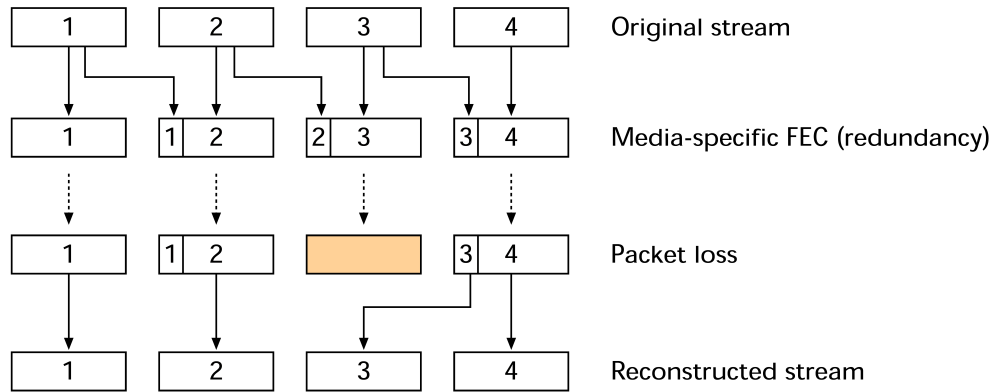 1 2 3 4 Original stream
1 1 2 2 3 3 4 Media-specific FEC (redundancy)
1 1 2 3 4 Packet loss
1 2 3 4 Reconstructed stream